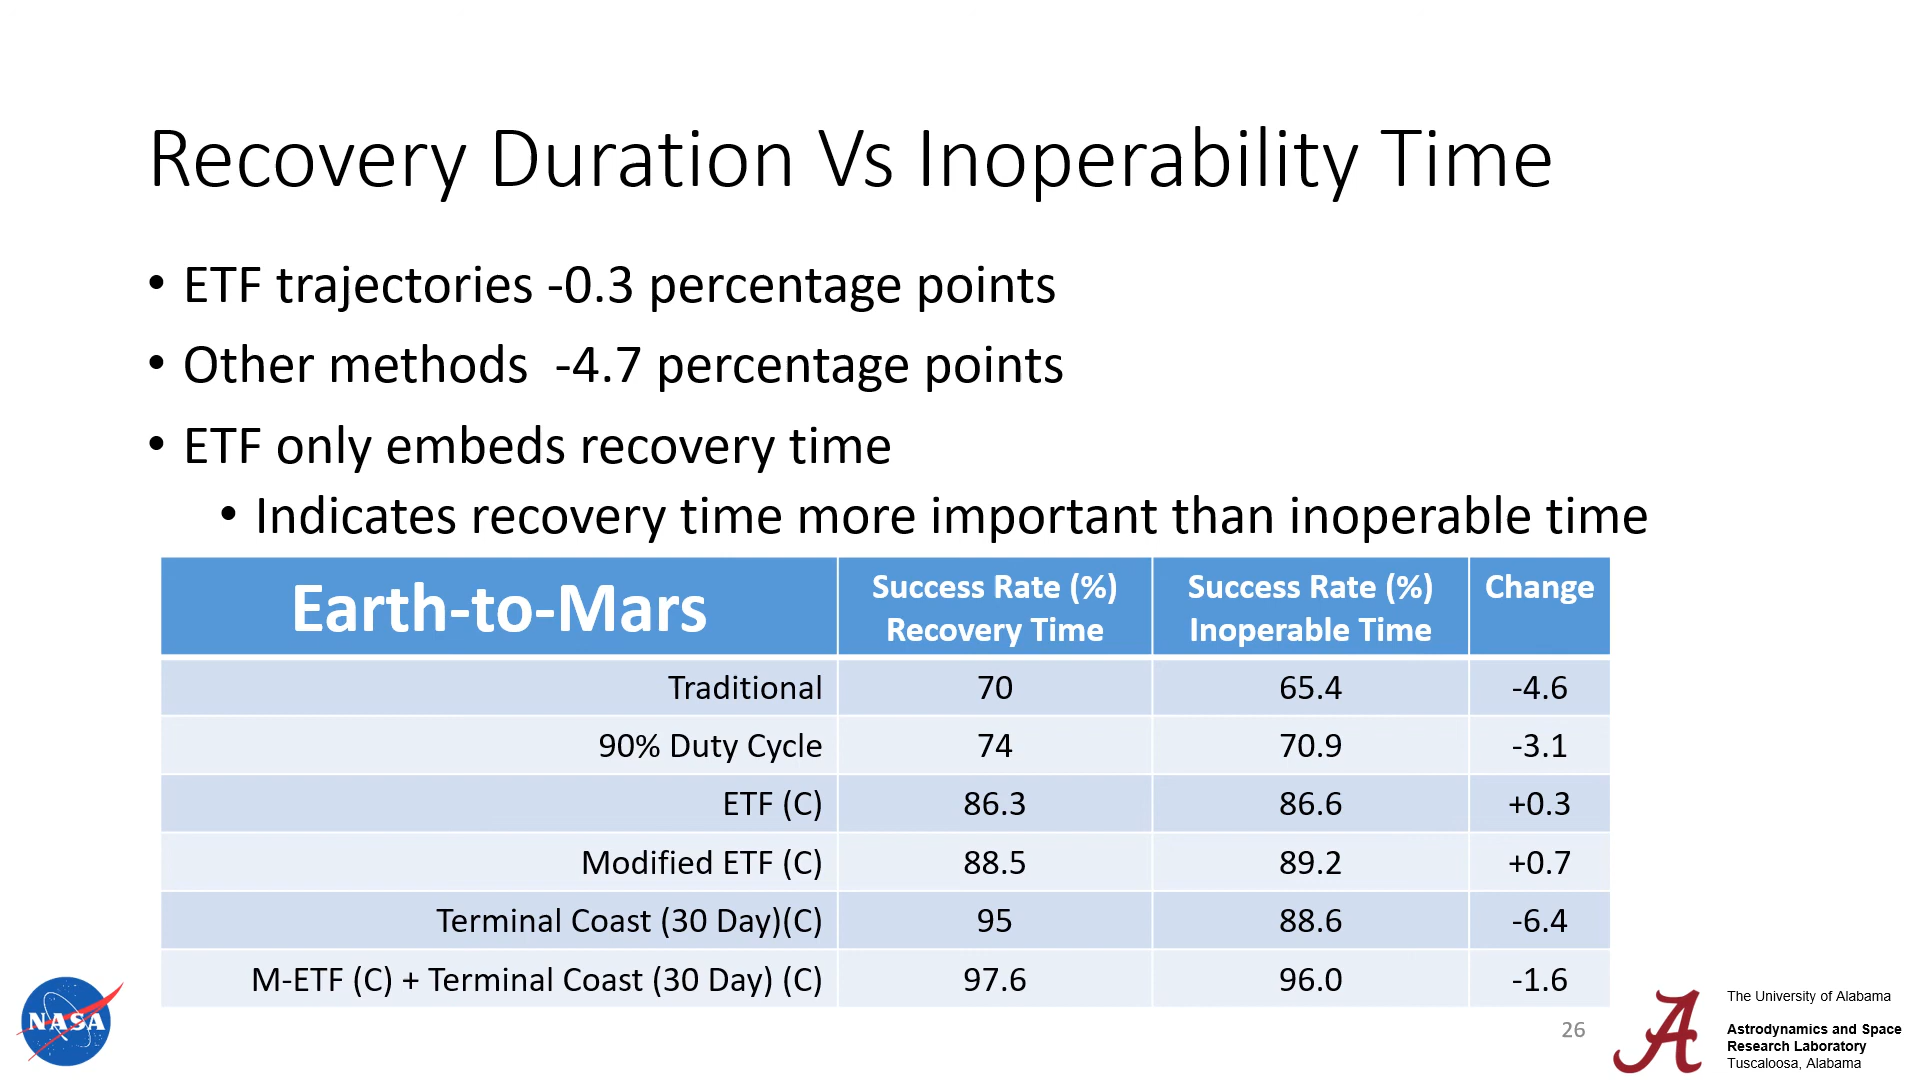 Recovery Duration Vs Inoperability Time
• ETF trajectories -0.3 percentage points
• Other methods  -4.7 percentage points
• ETF only embeds recovery time
• Indicates recovery time more important than inoperable time
Earth-to-Mars
Success Rate (%)
Recovery Time
Success Rate (%)
Inoperable Time
Change
Traditional 70 65.4 -4.6
90% Duty Cycle 74 70.9 -3.1
ETF (C) 86.3 86.6 +0.3
Modified ETF (C) 88.5 89.2 +0.7
Terminal Coast (30 Day)(C) 95 88.6 -6.4
M-ETF (C) + Terminal Coast (30 Day) (C) 97.6 96.0 -1.6
NASA
26
A
The University of Alabama
Astrodynamics and Space
Research Laboratory
Tuscaloosa, Alabama